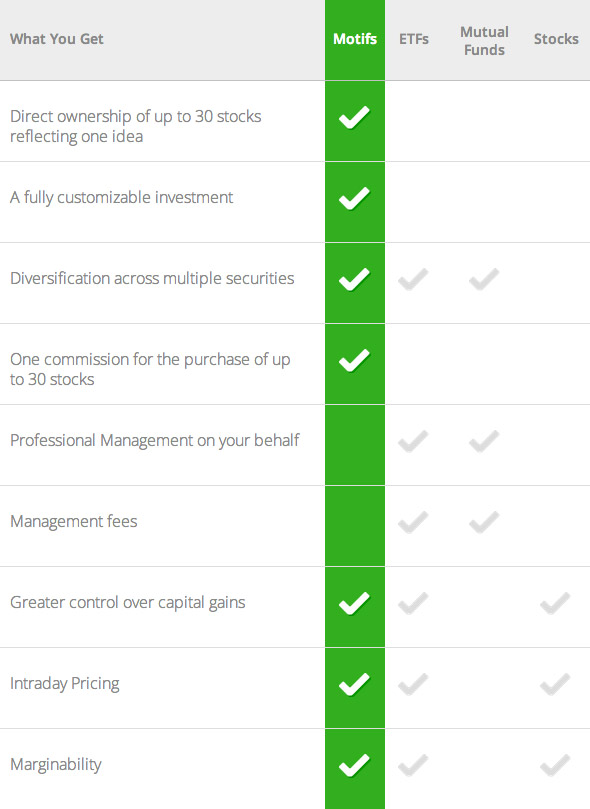 What You Get
Motifs
ETFs
Mutual
Funds
Stocks
Direct ownership of up to 30 stocks
reflecting one idea
A fully customizable investment
Diversification across multiple securities
One commission for the purchase of up
to 30 stocks
Professional Management on your behalf
Management fees
Greater control over capital gains
Intraday Pricing
Marginability